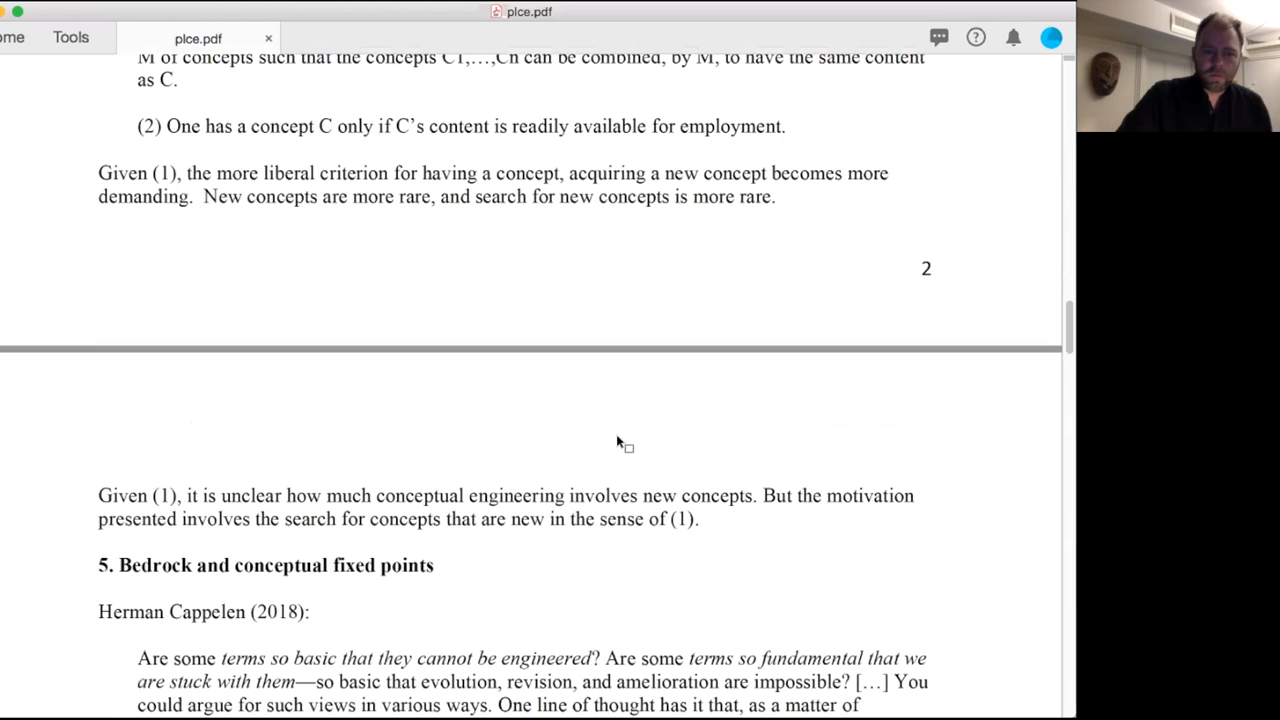 plce.pdf
ome Tools plce.pdf ×
M of concepts such that the concepts C1,…,Cn can be combined, by M, to have the same content
as C.
(2) One has a concept C only if C’s content is readily available for employment.
Given (1), the more liberal criterion for having a concept, acquiring a new concept becomes more
demanding. New concepts are more rare, and search for new concepts is more rare.
2
Given (1), it is unclear how much conceptual engineering involves new concepts. But the motivation
presented involves the search for concepts that are new in the sense of (1).
5. Bedrock and conceptual fixed points
Herman Cappelen (2018):
Are some terms so basic that they cannot be engineered? Are some terms so fundamental that we
are stuck with them—so basic that evolution, revision, and amelioration are impossible? […] You
could argue for such views in various ways. One line of thought has it that, as a matter of